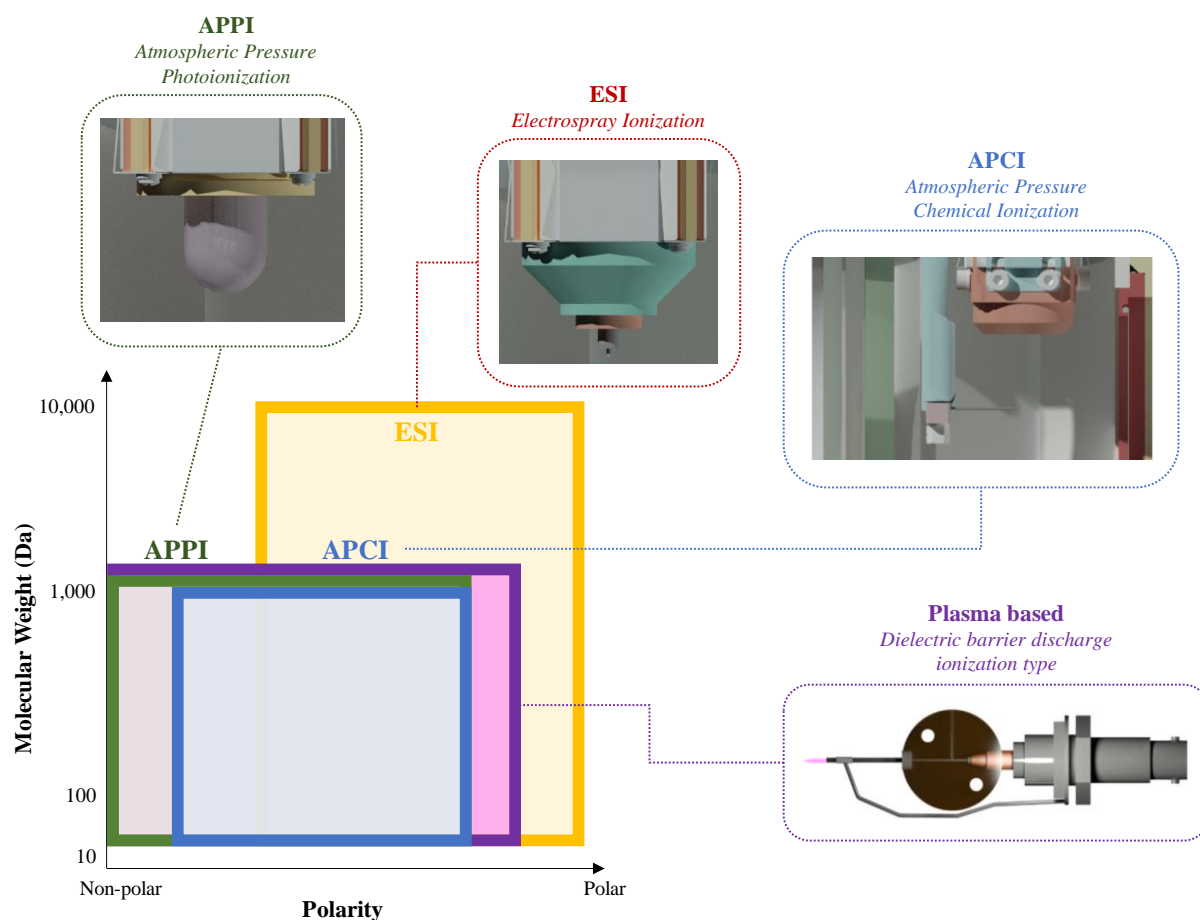 APPI
Atmospheric Pressure
Photoionization
ESI
Electrospray Ionization
APCI
Atmospheric Pressure
Chemical Ionization
10,000
ESI
APPI
APCI
1,000
Molecular Weight (Da)
Plasma based
Dielectric barrier discharge
ionization type
100
10
Non-polar
Polar
Polarity